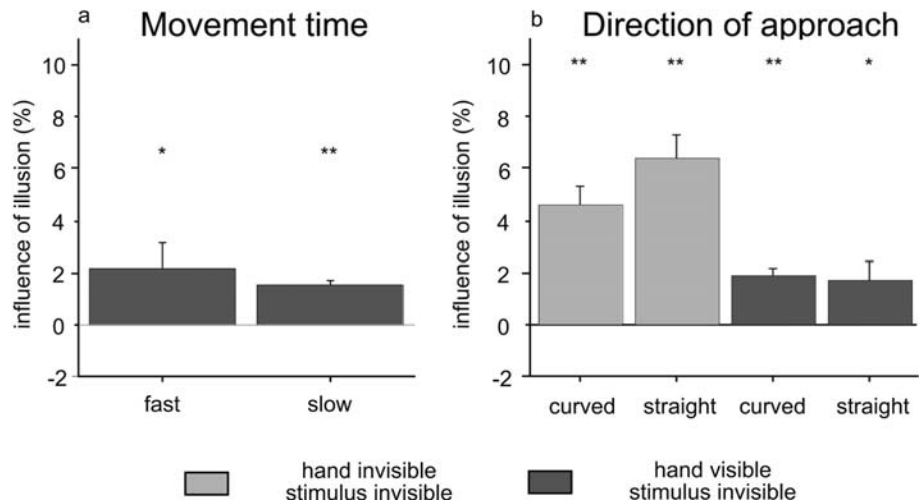 a
Movement time
influence of illusion (%)
10
8
6
4
2
0
-2
*
**
fast
slow
b
Direction of approach
influence of illusion (%)
10
8
6
4
2
0
-2
**
**
**
*
curved
straight
curved
straight
hand invisible
stimulus invisible
hand visible
stimulus invisible